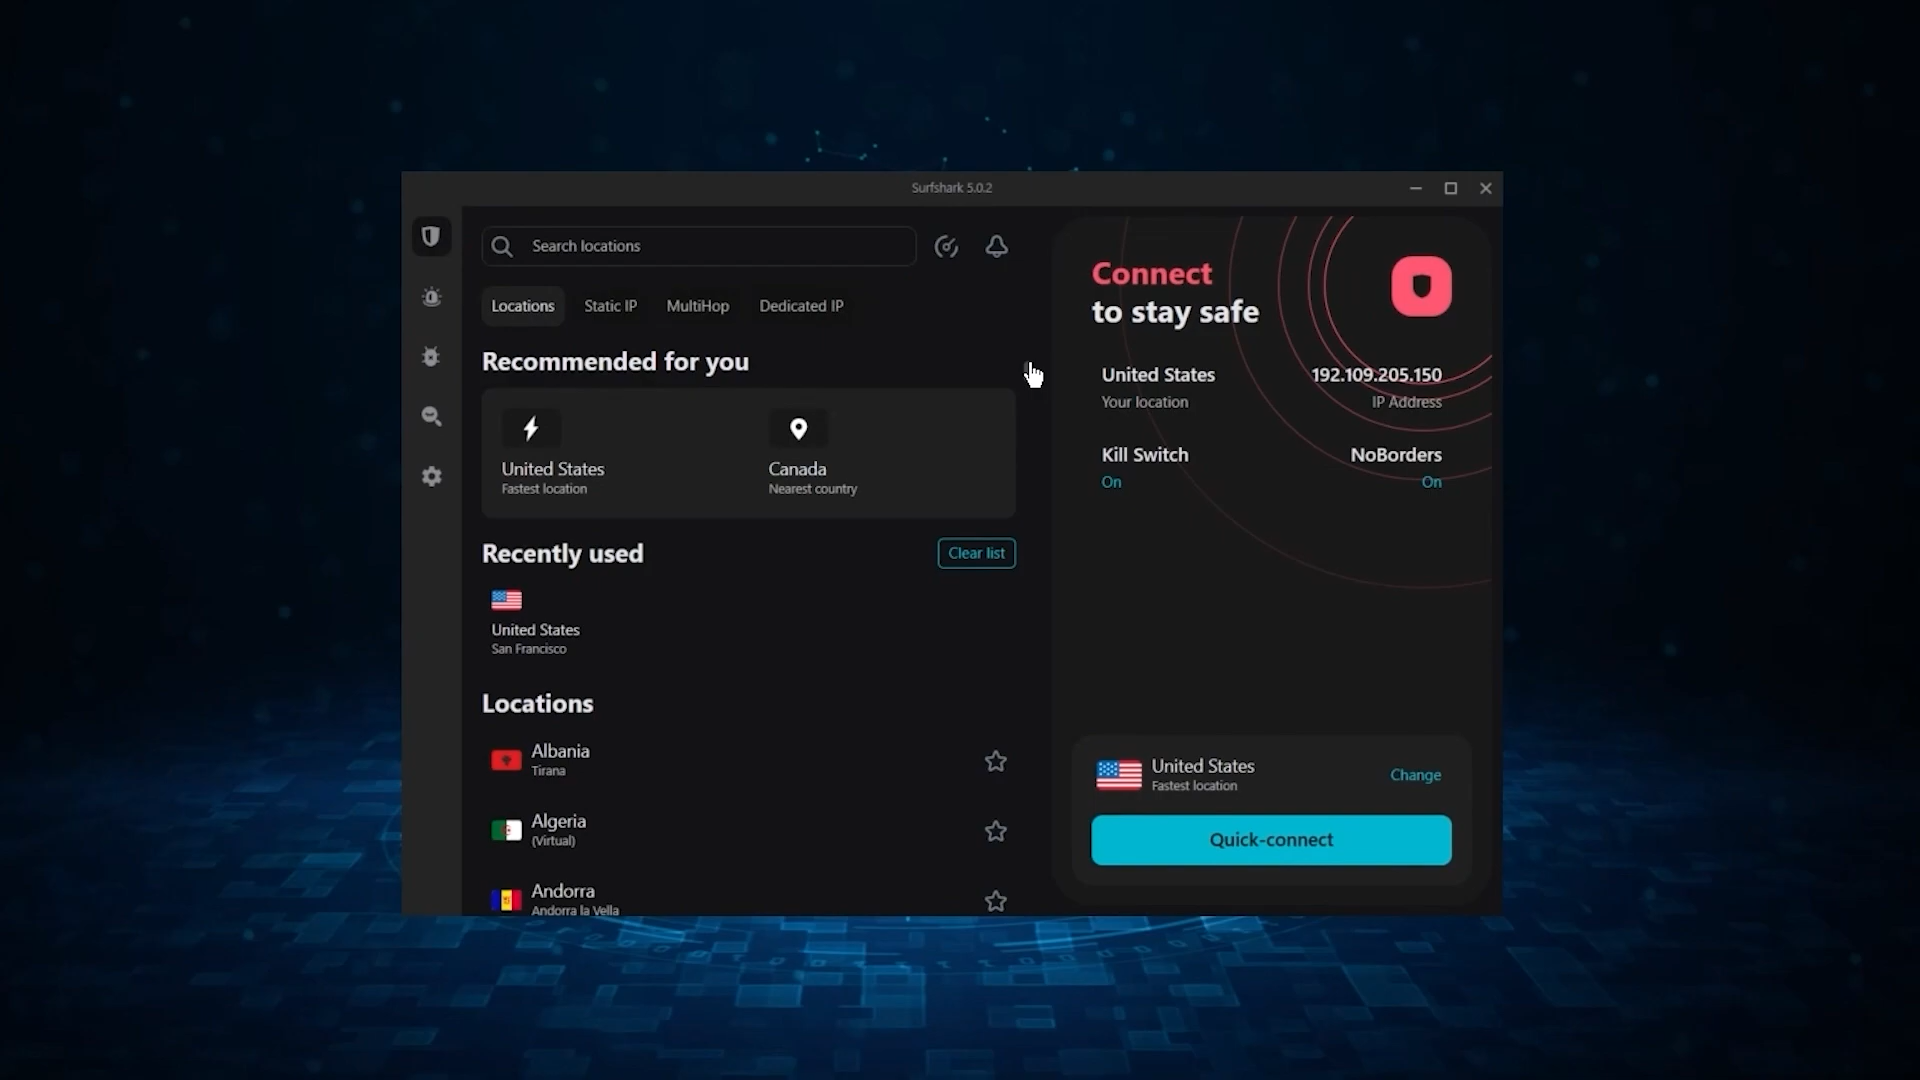 Surfshark 5.0.2
Search locations
Locations
Static IP
MultiHop
Dedicated IP
Recommended for you
United States
Fastest location
Canada
Nearest country
Recently used
Clear list
United States
San Francisco
Locations
Albania
Tirana
Algeria
(Virtual)
Andorra
Andorra la Vella
Connect
to stay safe
United States
192.109.205.150
Your location
IP Address
Kill Switch
NoBorders
On
On
United States
Fastest location
Change
Quick-connect